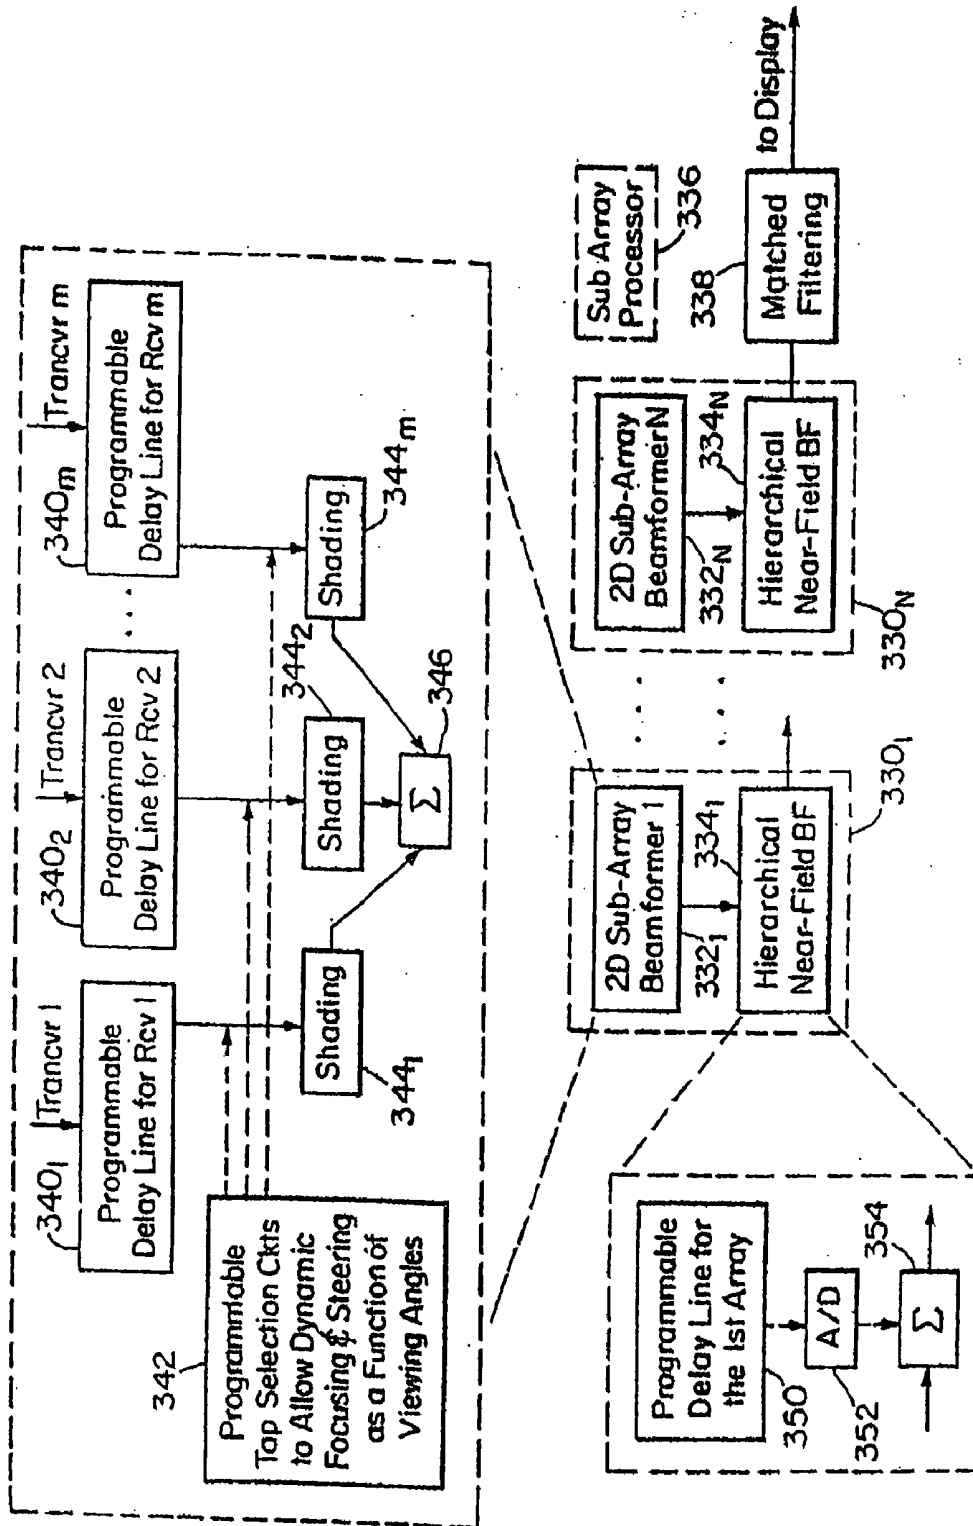 Trancvr 1
Trancvr 2
Trancvr m
340₁
Programmable
Delay Line for Rcv 1
340₂
Programmable
Delay Line for Rcv 2
. . .
340m
Programmable
Delay Line for Rcv m
342
Programmable
Tap Selection Ckts
to Allow Dynamic
Focusing & Steering
as a Function of
Viewing Angles
Shading
344₁
Shading
344₂
Shading
344m
Σ
346
2D Sub-Array
Beamformer 1
332₁
334₁
Hierarchical
Near-Field BF
330₁
. . .
. . .
2D Sub-Array
Beamformer N
332N
334N
Hierarchical
Near-Field BF
330N
Sub Array
Processor
336
338
Matched
Filtering
to Display
Programmable
Delay Line for
the 1st Array
350
A/D
352
Σ
354